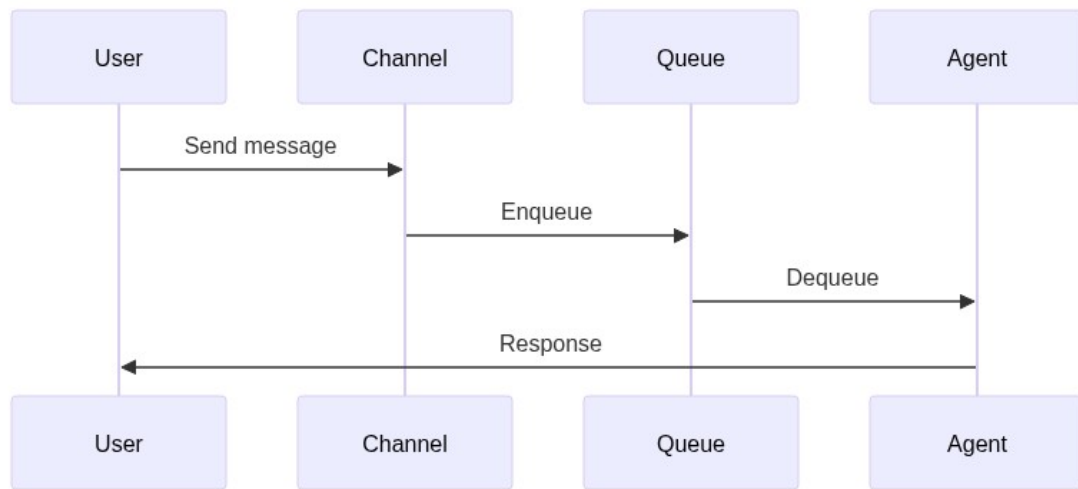 User
Channel
Queue
Agent
Send message
Enqueue
Dequeue
Response
User
Channel
Queue
Agent